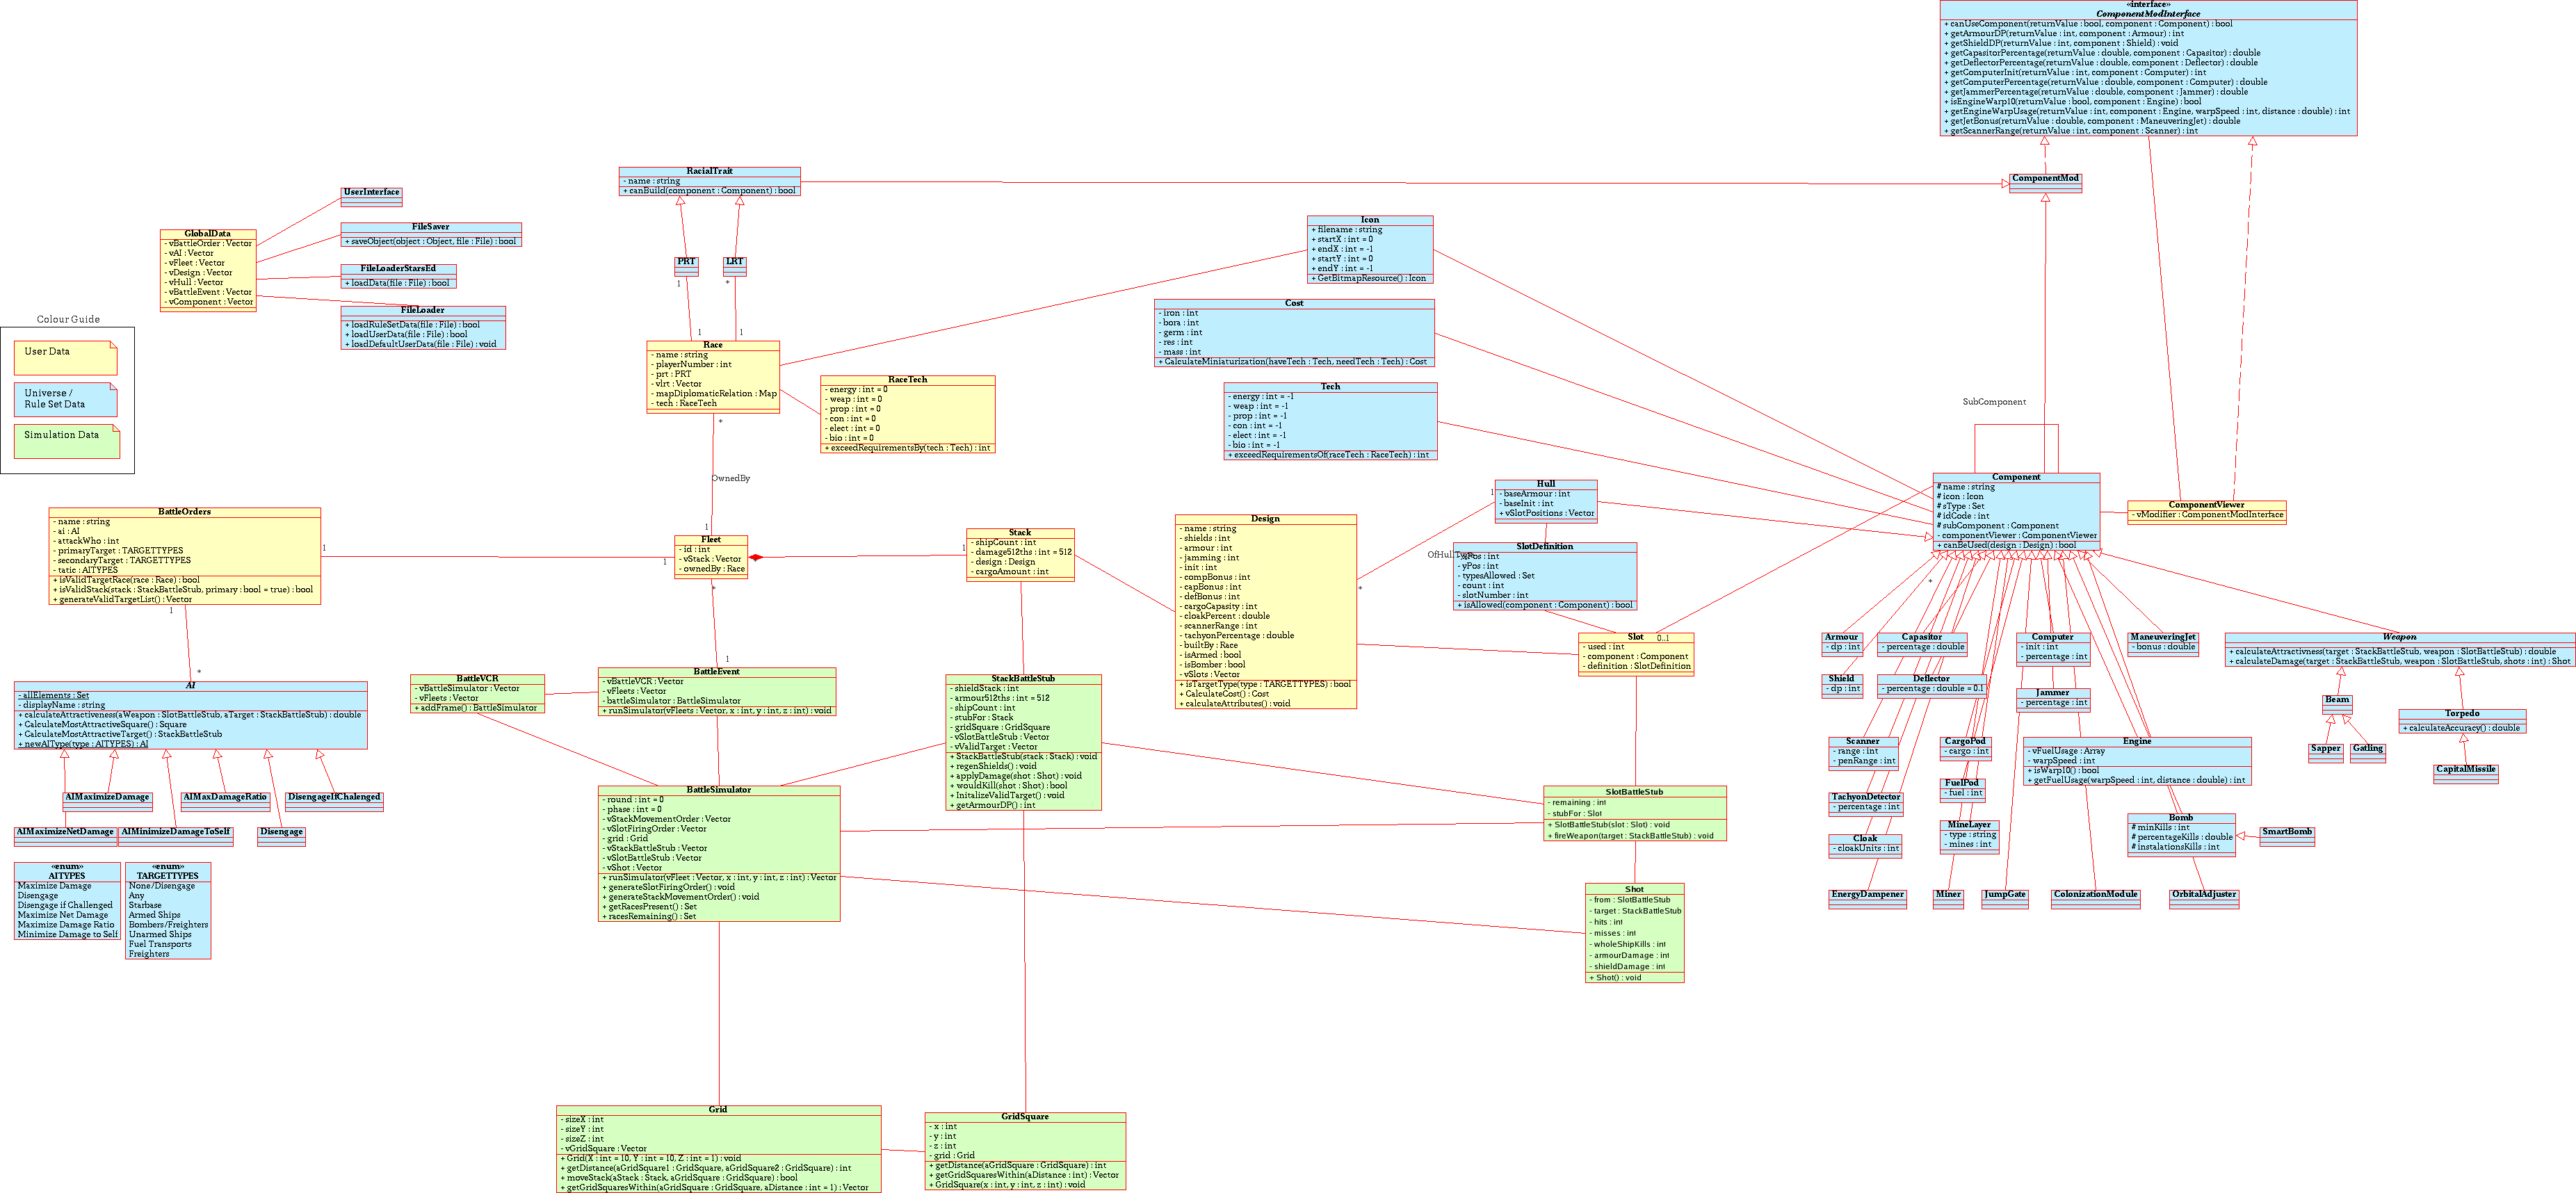 «interface»
ComponentModInterface
+ canUseComponent(returnValue : bool, component : Component) : bool
+ getArmourDP(returnValue : int, component : Armour) : int
+ getShieldDP(returnValue : int, component : Shield) : void
+ getCapasitorPercentage(returnValue : double, component : Capasitor) : double
+ getDeflectorPercentage(returnValue : double, component : Deflector) : double
+ getComputerInit(returnValue : int, component : Computer) : int
+ getComputerPercentage(returnValue : double, component : Computer) : double
+ getJammerPercentage(returnValue : double, component : Jammer) : double
+ isEngineWarp10(returnValue : bool, component : Engine) : bool
+ getEngineWarpUsage(returnValue : int, component : Engine, warpSpeed : int, distance : double) : int
+ getJetBonus(returnValue : double, component : ManeuveringJet) : double
+ getScannerRange(returnValue : int, component : Scanner) : int
RacialTrait
- name : string
+ canBuild(component : Component) : bool
ComponentMod
UserInterface
FileSaver
+ saveObject(object : Object, file : File) : bool
GlobalData
- vBattleOrder : Vector
- vAI : Vector
- vFleet : Vector
- vDesign : Vector
- vHull : Vector
- vBattleEvent : Vector
- vComponent : Vector
FileLoaderStarsEd
+ loadData(file : File) : bool
FileLoader
+ loadRuleSetData(file : File) : bool
+ loadUserData(file : File) : bool
+ loadDefaultUserData(file : File) : void
Colour Guide
User Data
Universe /
Rule Set Data
Simulation Data
PRT
LRT
1
*
1
1
Icon
+ filename : string
+ startX : int = 0
+ endX : int = -1
+ startY : int = 0
+ endY : int = -1
+ GetBitmapResource() : Icon
Cost
- iron : int
- bora : int
- germ : int
- res : int
- mass : int
+ CalculateMiniaturization(haveTech : Tech, needTech : Tech) : Cost
Race
- name : string
- playerNumber : int
- prt : PRT
- vlrt : Vector
- mapDiplomaticRelation : Map
- tech : RaceTech
RaceTech
- energy : int = 0
- weap : int = 0
- prop : int = 0
- con : int = 0
- elect : int = 0
- bio : int = 0
+ exceedRequirementsBy(tech : Tech) : int
Tech
- energy : int = -1
- weap : int = -1
- prop : int = -1
- con : int = -1
- elect : int = -1
- bio : int = -1
+ exceedRequirementsOf(raceTech : RaceTech) : int
SubComponent
*
OwnedBy
1
Component
# name : string
# icon : Icon
# sType : Set
# idCode : int
# subComponent : Component
- componentViewer : ComponentViewer
+ canBeUsed(design : Design) : bool
ComponentViewer
- vModifier : ComponentModInterface
Hull
- baseArmour : int
- baseInit : int
+ vSlotPositions : Vector
1
BattleOrders
- name : string
- ai : AI
- attackWho : int
- primaryTarget : TARGETTYPES
- secondaryTarget : TARGETTYPES
- tatic : AITYPES
+ isValidTargetRace(race : Race) : bool
+ isValidStack(stack : StackBattleStub, primary : bool = true) : bool
+ generateValidTargetList() : Vector
1
1
Fleet
- id : int
- vStack : Vector
- ownedBy : Race
1
*
1
Stack
- shipCount : int
- damage512ths : int = 512
- design : Design
- cargoAmount : int
Design
- name : string
- shields : int
- armour : int
- jamming : int
- init : int
- compBonus : int
- capBonus : int
- defBonus : int
- cargoCapasity : int
- cloakPercent : double
- scannerRange : int
- tachyonPercentage : double
- builtBy : Race
- isArmed : bool
- isBomber : bool
- vSlots : Vector
+ isTargetType(type : TARGETTYPES) : bool
+ CalculateCost() : Cost
+ calculateAttributes() : void
*
SlotDefinition
- yPos : int
- typesAllowed : Set
- count : int
- slotNumber : int
+ isAllowed(component : Component) : bool
Slot
0..1
- used : int
- component : Component
- definition : SlotDefinition
*
Armour
- dp : int
Shield
- dp : int
Capasitor
- percentage : double
Deflector
- percentage : double = 0.1
Computer
- init : int
- percentage : int
Jammer
- percentage : int
ManeuveringJet
- bonus : double
Weapon
+ calculateAttractivness(target : StackBattleStub, weapon : SlotBattleStub) : double
+ calculateDamage(target : StackBattleStub, weapon : SlotBattleStub, shots : int) : Shot
Beam
Sapper
Gatling
Torpedo
+ calculateAccuracy() : double
CapitalMissile
*
AI
- allElements : Set
- displayName : string
+ calculateAttractiveness(aWeapon : SlotBattleStub, aTarget : StackBattleStub) : double
+ CalculateMostAttractiveSquare() : Square
+ CalculateMostAttractiveTarget() : StackBattleStub
+ newAIType(type : AITYPES) : AI
BattleVCR
- vBattleSimulator : Vector
- vFleets : Vector
+ addFrame() : BattleSimulator
BattleEvent
- vBattleVCR : Vector
- vFleets : Vector
- battleSimulator : BattleSimulator
+ runSimulator(vFleets : Vector, x : int, y : int, z : int) : void
StackBattleStub
- shieldStack : int
- armour512ths : int = 512
- shipCount : int
- stubFor : Stack
- gridSquare : GridSquare
- vSlotBattleStub : Vector
- vValidTarget : Vector
+ StackBattleStub(stack : Stack) : void
+ regenShields() : void
+ applyDamage(shot : Shot) : void
+ wouldKill(shot : Shot) : bool
+ InitalizeValidTarget() : void
+ getArmourDP() : int
Scanner
- range : int
- penRange : int
CargoPod
- cargo : int
FuelPod
- fuel : int
TachyonDetector
- percentage : int
MineLayer
- type : string
- mines : int
Cloak
- cloakUnits : int
Engine
- vFuelUsage : Array
- warpSpeed : int
+ isWarp10() : bool
+ getFuelUsage(warpSpeed : int, distance : double) : int
Bomb
# minKills : int
# percentageKills : double
# instalationsKills : int
SmartBomb
EnergyDampener
Miner
JumpGate
ColonizationModule
OrbitalAdjuster
AIMaximizeDamage
AIMaxDamageRatio
DisengageIfChalenged
AIMaximizeNetDamage
AIMinimizeDamageToSelf
Disengage
«enum»
AITYPES
Maximize Damage
Disengage
Disengage if Challenged
Maximize Net Damage
Maximize Damage Ratio
Minimize Damage to Self
«enum»
TARGETTYPES
None/Disengage
Any
Starbase
Armed Ships
Bombers/Freighters
Unarmed Ships
Fuel Transports
Freighters
BattleSimulator
- round : int = 0
- phase : int = 0
- vStackMovementOrder : Vector
- vSlotFiringOrder : Vector
- grid : Grid
- vStackBattleStub : Vector
- vSlotBattleStub : Vector
- vShot : Vector
+ runSimulator(vFleet : Vector, x : int, y : int, z : int) : Vector
+ generateSlotFiringOrder() : void
+ generateStackMovementOrder() : void
+ getRacesPresent() : Set
+ racesRemaining() : Set
SlotBattleStub
- remaining : int
- stubFor : Slot
+ SlotBattleStub(slot : Slot) : void
+ fireWeapon(target : StackBattleStub) : void
Shot
- from : SlotBattleStub
- target : StackBattleStub
- hits : int
- misses : int
- wholeShipKills : int
- armourDamage : int
- shieldDamage : int
+ Shot() : void
Grid
- sizeX : int
- sizeY : int
- sizeZ : int
- vGridSquare : Vector
+ Grid(X : int = 10, Y : int = 10, Z : int = 1) : void
+ getDistance(aGridSquare1 : GridSquare, aGridSquare2 : GridSquare) : int
+ moveStack(aStack : Stack, aGridSquare : GridSquare) : bool
+ getGridSquaresWithin(aGridSquare : GridSquare, aDistance : int = 1) : Vector
GridSquare
- x : int
- y : int
- z : int
- grid : Grid
+ getDistance(aGridSquare : GridSquare) : int
+ getGridSquaresWithin(aDistance : int) : Vector
+ GridSquare(x : int, y : int, z : int) : void